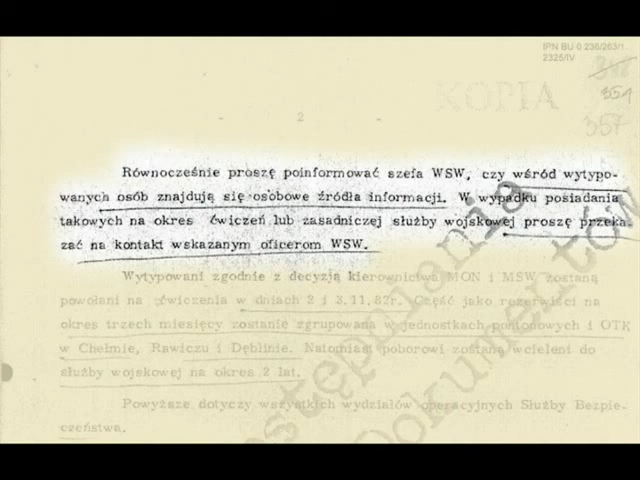 IPN BU 0 236/263/1
2325/IV
351
357
KOPIA
2
Równocześnie proszę poinformować szefa WSW, czy wśród wytypo-
wanych osób znajdują się osobowe źródła informacji. W wypadku posiadania
takowych na okres ćwiczeń lub zasadniczej służby wojskowej proszę przeka
zać na kontakt wskazanym oficerom WSW.
Wytypowani zgodnie z decyzją kierownictwa MON i MSW zostaną
powołani na ćwiczenia w dniach 2 i 3.11.82r. Część jako rezerwiści na
okres trzech miesięcy zostanie zgrupowana w jednostkach pontonowych i OTK
w Chełmie, Rawiczu i Dęblinie. Natomiast poborowi zostaną wcieleni do
służby wojskowej na okres 2 lat.
Powyższe dotyczy wszystkich wydziałów operacyjnych Służby Bezpie-
czeństwa.